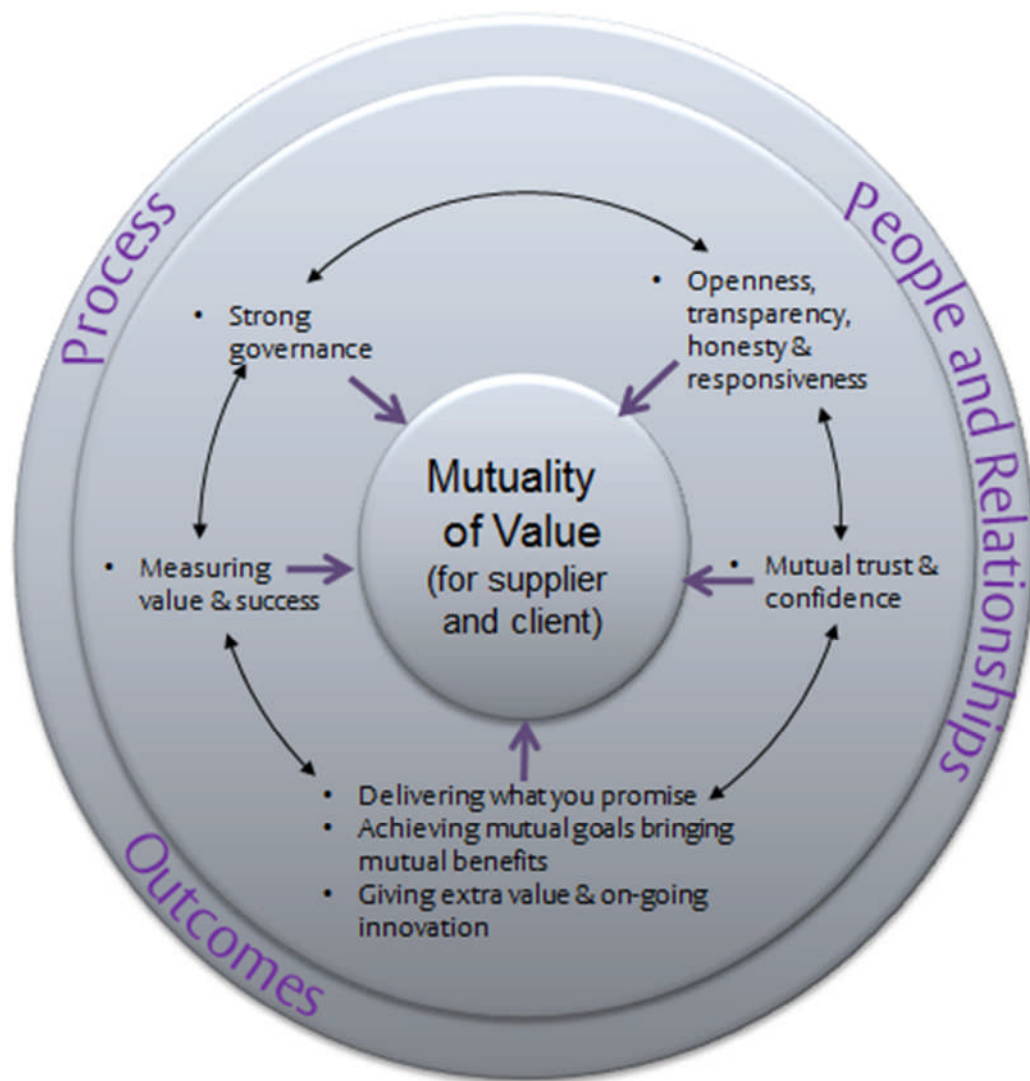 Process
People and Relationships
Outcomes
• Strong
governance
• Openness,
transparency,
honesty &
responsiveness
Mutuality
of Value
(for supplier
and client)
• Measuring
value & success
• Mutual trust &
confidence
• Delivering what you promise
• Achieving mutual goals bringing
mutual benefits
• Giving extra value & on-going
innovation